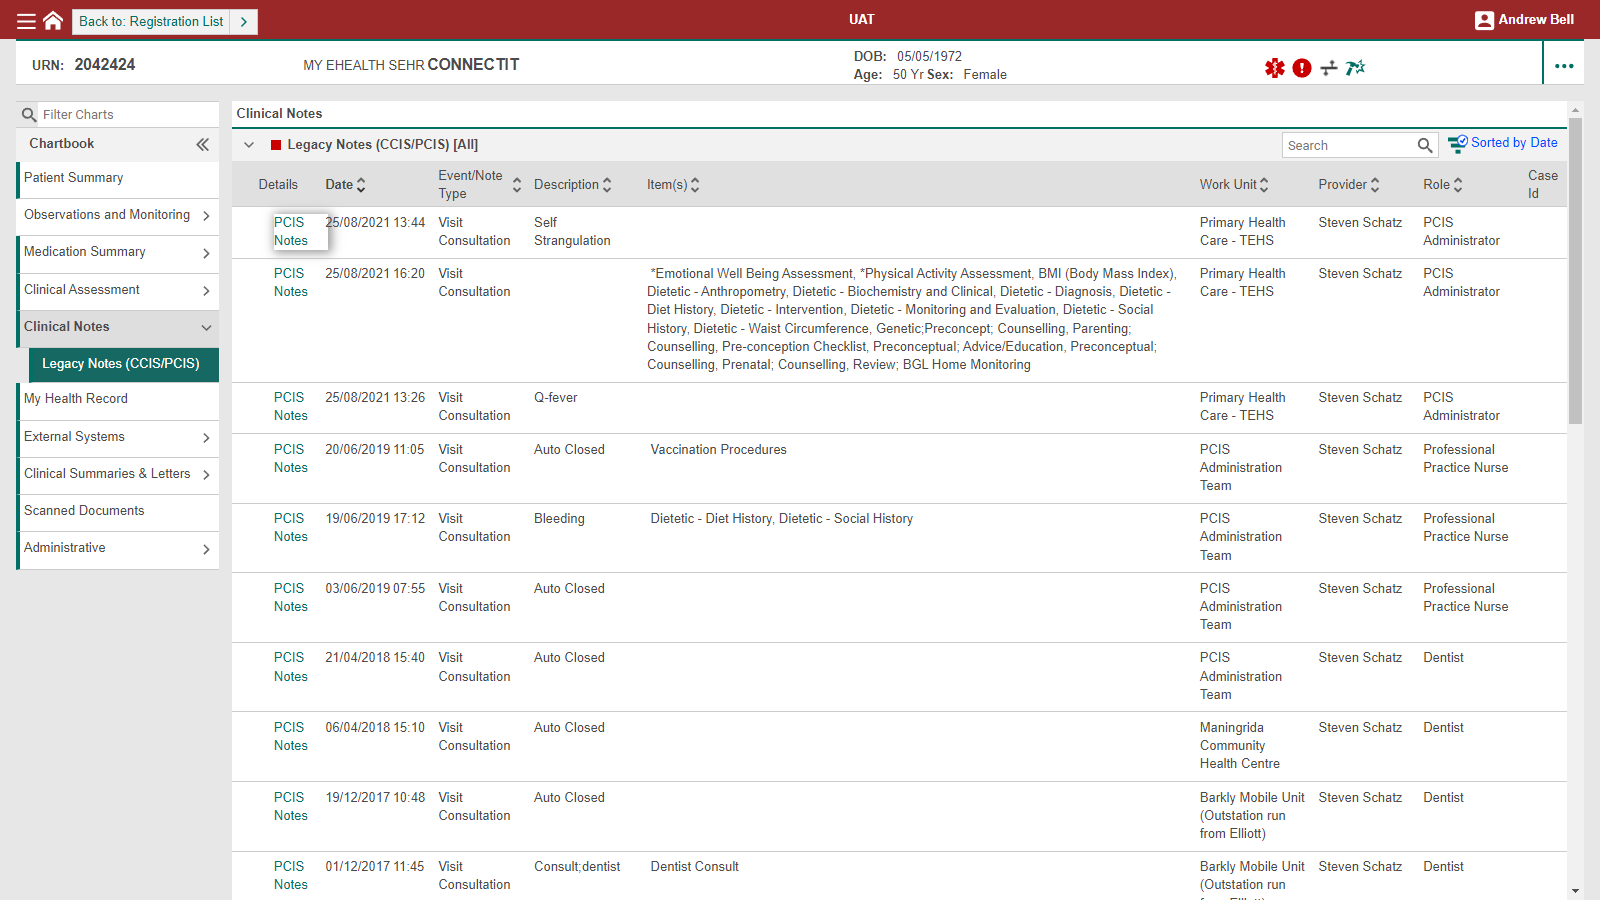 Back to: Registration List
UAT
Andrew Bell
URN: 2042424
MY EHEALTH SEHR CONNECTIT
DOB: 05/05/1972
Age: 50 Yr Sex: Female
Filter Charts
Chartbook
Patient Summary
Observations and Monitoring
Medication Summary
Clinical Assessment
Clinical Notes
Legacy Notes (CCIS/PCIS)
My Health Record
External Systems
Clinical Summaries & Letters
Scanned Documents
Administrative
Clinical Notes
Legacy Notes (CCIS/PCIS) [All]
Search
Sorted by Date
Details Date Event/Note Description Item(s) Work Unit Provider Role Case
Type Id
PCIS 25/08/2021 13:44 Visit Self Primary Health Steven Schatz PCIS
Notes Consultation Strangulation Care - TEHS Administrator
PCIS 25/08/2021 16:20 Visit *Emotional Well Being Assessment, *Physical Activity Assessment, BMI (Body Mass Index), Primary Health Steven Schatz PCIS
Notes Consultation Dietetic - Anthropometry, Dietetic - Biochemistry and Clinical, Dietetic - Diagnosis, Dietetic - Care - TEHS Administrator
Diet History, Dietetic - Intervention, Dietetic - Monitoring and Evaluation, Dietetic - Social
History, Dietetic - Waist Circumference, Genetic;Preconcept; Counselling, Parenting;
Counselling, Pre-conception Checklist, Preconceptual; Advice/Education, Preconceptual;
Counselling, Prenatal; Counselling, Review; BGL Home Monitoring
PCIS 25/08/2021 13:26 Visit Q-fever Primary Health Steven Schatz PCIS
Notes Consultation Care - TEHS Administrator
PCIS 20/06/2019 11:05 Visit Auto Closed Vaccination Procedures PCIS Steven Schatz Professional
Notes Consultation Administration Practice Nurse
Team
PCIS 19/06/2019 17:12 Visit Bleeding Dietetic - Diet History, Dietetic - Social History PCIS Steven Schatz Professional
Notes Consultation Administration Practice Nurse
Team
PCIS 03/06/2019 07:55 Visit Auto Closed PCIS Steven Schatz Professional
Notes Consultation Administration Practice Nurse
Team
PCIS 21/04/2018 15:40 Visit Auto Closed PCIS Steven Schatz Dentist
Notes Consultation Administration
Team
PCIS 06/04/2018 15:10 Visit Auto Closed Maningrida Steven Schatz Dentist
Notes Consultation Community
Health Centre
PCIS 19/12/2017 10:48 Visit Auto Closed Barkly Mobile Unit Steven Schatz Dentist
Notes Consultation (Outstation run
from Elliott)
PCIS 01/12/2017 11:45 Visit Consult;dentist Dentist Consult Barkly Mobile Unit Steven Schatz Dentist
Notes Consultation (Outstation run